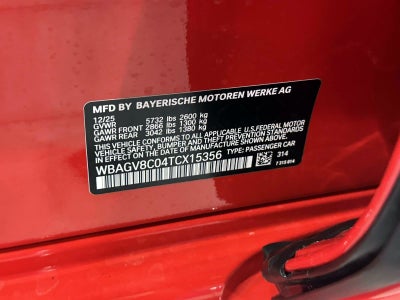 MFD BY BAYERISCHE MOTOREN WERKE AG
12/25 5732 lbs 2600 kg
GVWR
GAWR FRONT 2866 lbs 1300 kg
GAWR REAR 3042 lbs 1380 kg
THIS VEHICLE CONFORMS TO ALL APPLICABLE U.S.FEDERAL MOTOR
VEHICLE SAFETY, BUMPER AND THEFT PREVENTION STANDARDS
IN EFFECT ON THE DATE OF MANUFACTURE SHOWN ABOVE.
WBAGV8C04TCX15356 TYPE: PASSENGER CAR
314